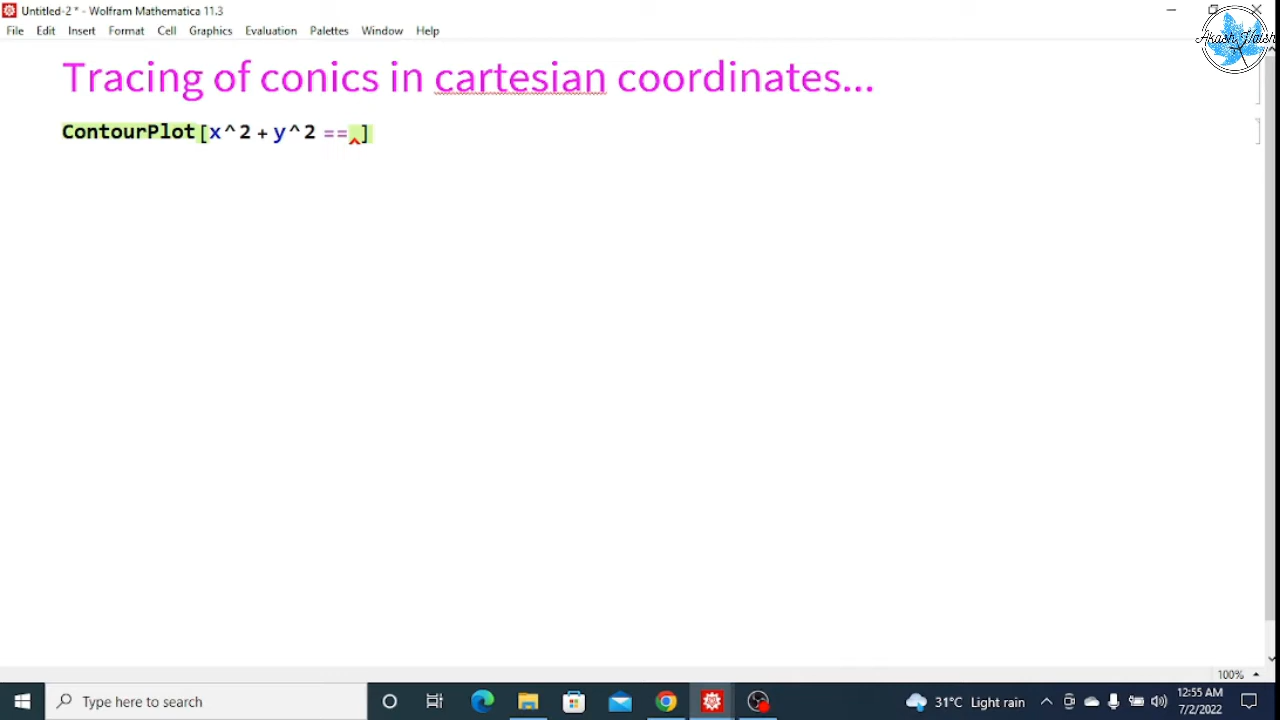 Untitled-2 * - Wolfram Mathematica 11.3
File Edit Insert Format Cell Graphics Evaluation Palettes Window Help
Tracing of conics in cartesian coordinates...
ContourPlot[x^2 + y^2 == ]
100%
Type here to search
31°C Light rain
12:55 AM
7/2/2022